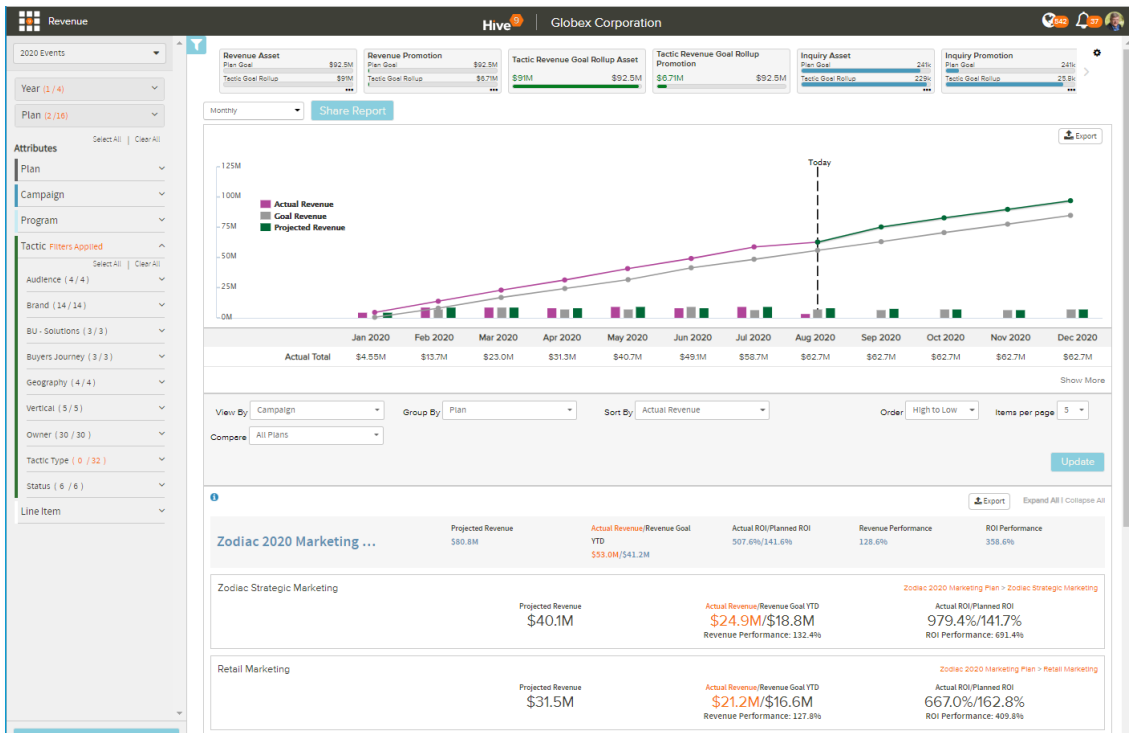 Revenue
Hive9 Globex Corporation
642 37
2020 Events
Year (1 / 4)
Plan (2 /16)
Select All | Clear All
Attributes
Plan
Campaign
Program
Tactic Filters Applied
Select All | Clear All
Audience ( 4 / 4 )
Brand ( 14 / 14 )
BU - Solutions ( 3 / 3 )
Buyers Journey ( 3 / 3 )
Geography ( 4 / 4 )
Vertical ( 5 / 5 )
Owner ( 30 / 30 )
Tactic Type ( 0 / 32 )
Status ( 6 / 6 )
Line Item
Revenue Asset
Plan Goal $92.5M
Tactic Goal Rollup $91M
Revenue Promotion
Plan Goal $92.5M
Tactic Goal Rollup $6.71M
Tactic Revenue Goal Rollup Asset
$91M $92.5M
Tactic Revenue Goal Rollup
Promotion
$6.71M $92.5M
Inquiry Asset
Plan Goal 241k
Tactic Goal Rollup 229k
Inquiry Promotion
Plan Goal 241k
Tactic Goal Rollup 25.8k
Monthly Share Report
Export
125M
100M
75M
50M
25M
0M
Actual Revenue
Goal Revenue
Projected Revenue
Today
Jan 2020 Feb 2020 Mar 2020 Apr 2020 May 2020 Jun 2020 Jul 2020 Aug 2020 Sep 2020 Oct 2020 Nov 2020 Dec 2020
Actual Total $4.55M $13.7M $23.0M $31.3M $40.7M $49.1M $58.7M $62.7M $62.7M $62.7M $62.7M $62.7M
Show More
View By Campaign Group By Plan Sort By Actual Revenue Order High to Low Items per page 5
Compare All Plans
Update
Export Expand All | Collapse All
Zodiac 2020 Marketing ...
Projected Revenue
$80.8M
Actual Revenue/Revenue Goal
YTD
$53.0M/$41.2M
Actual ROI/Planned ROI
507.6%/141.6%
Revenue Performance
128.6%
ROI Performance
358.6%
Zodiac Strategic Marketing
Zodiac 2020 Marketing Plan > Zodiac Strategic Marketing
Projected Revenue
$40.1M
Actual Revenue/Revenue Goal YTD
$24.9M/$18.8M
Revenue Performance: 132.4%
Actual ROI/Planned ROI
979.4%/141.7%
ROI Performance: 691.4%
Retail Marketing
Zodiac 2020 Marketing Plan > Retail Marketing
Projected Revenue
$31.5M
Actual Revenue/Revenue Goal YTD
$21.2M/$16.6M
Revenue Performance: 127.8%
Actual ROI/Planned ROI
667.0%/162.8%
ROI Performance: 409.8%